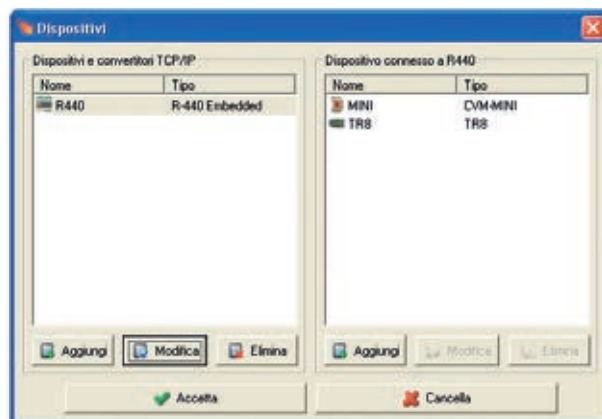 Dispositivi
Dispositivi e convertitori TCP/IP
Nome Tipo
R440 R-440 Embedded
Aggiungi Modifica Elimina
Dispositivo connesso a R440
Nome Tipo
MINI CVM-MINI
TR8 TR8
Aggiungi Modifica Elimina
Accetta Cancella